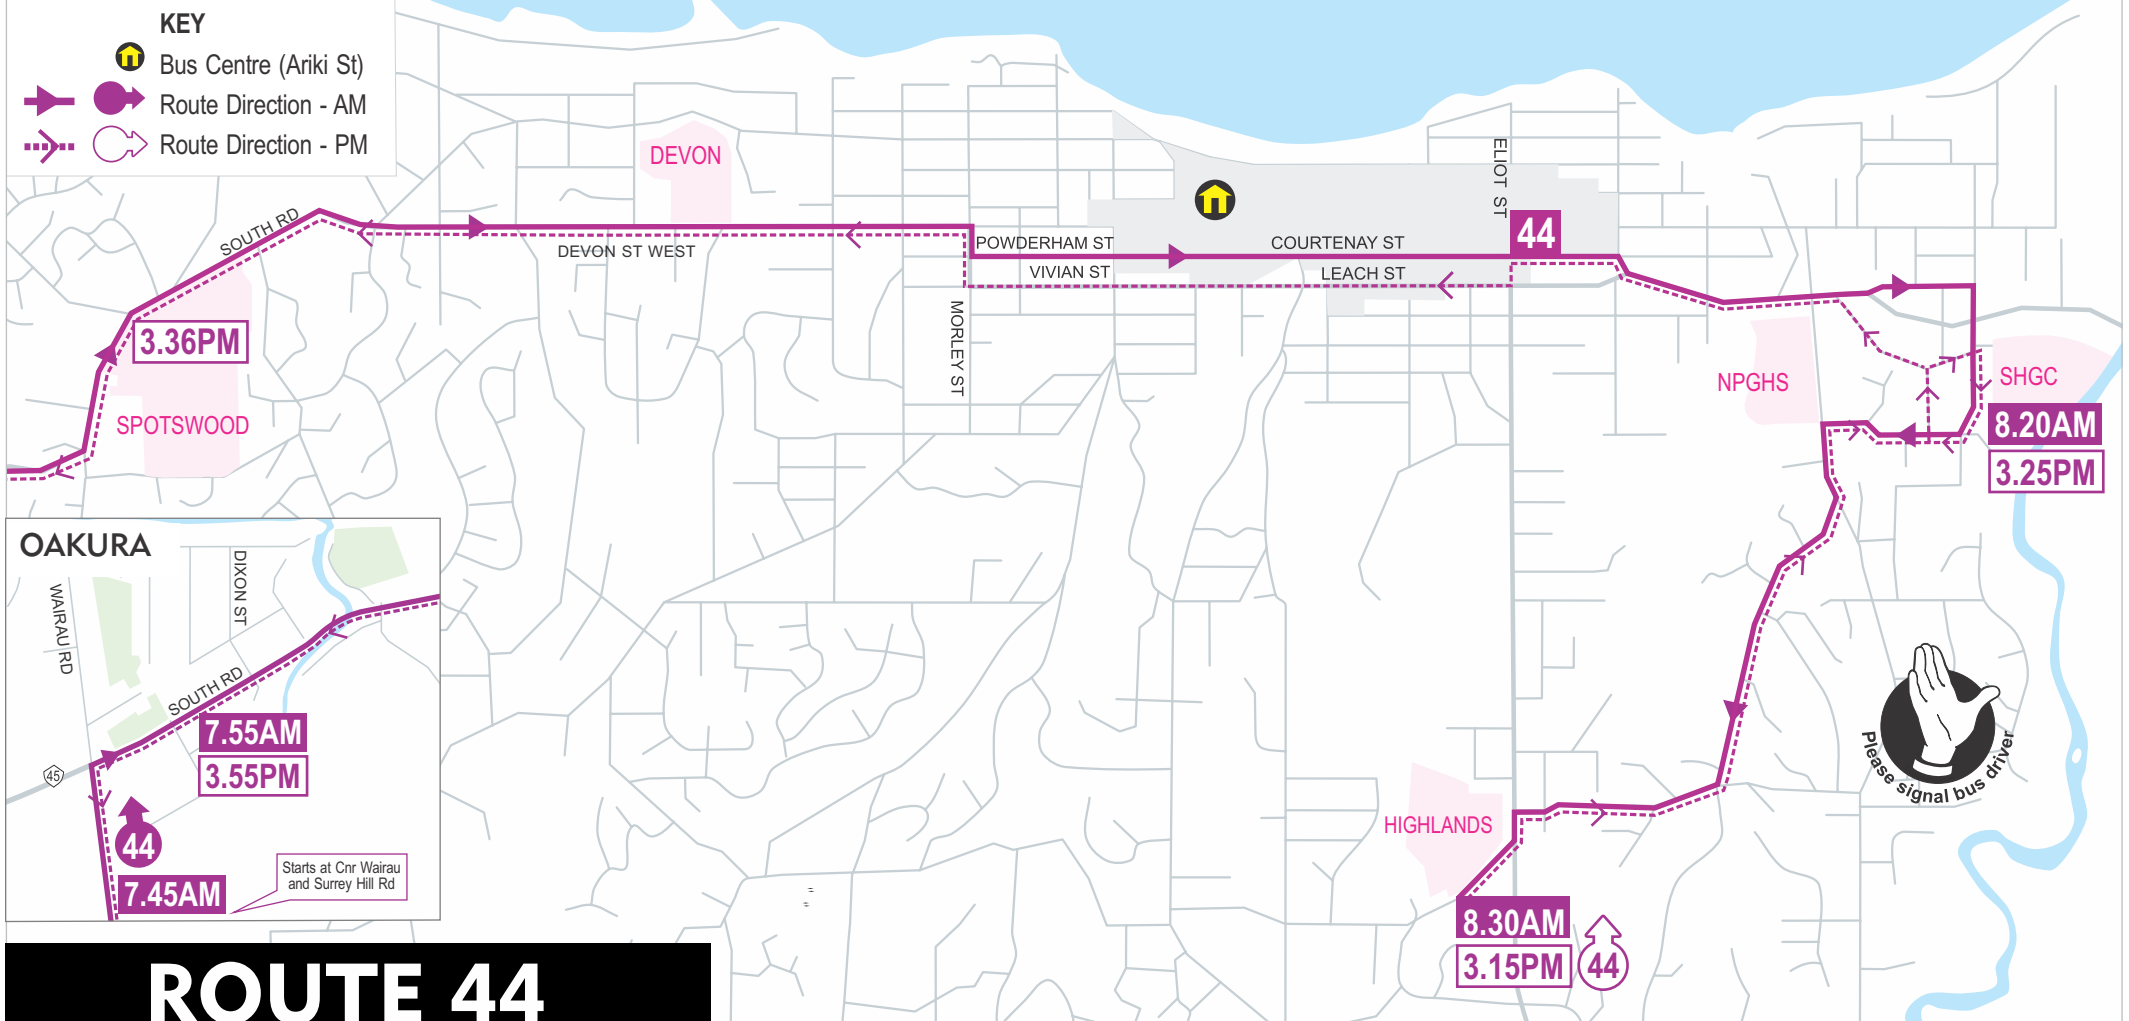 KEY
Bus Centre (Ariki St)
Route Direction - AM
Route Direction - PM
DEVON
SOUTH RD
DEVON ST WEST
POWDERHAM ST
VIVIAN ST
COURTENAY ST
LEACH ST
ELIOT ST
44
MORLEY ST
3.36PM
SPOTSWOOD
NPGHS
SHGC
8.20AM
3.25PM
OAKURA
WAIRAU RD
DIXON ST
SOUTH RD
7.55AM
3.55PM
45
44
7.45AM
Starts at Cnr Wairau
and Surrey Hill Rd
Please signal bus driver
HIGHLANDS
8.30AM
3.15PM
44
ROUTE 44